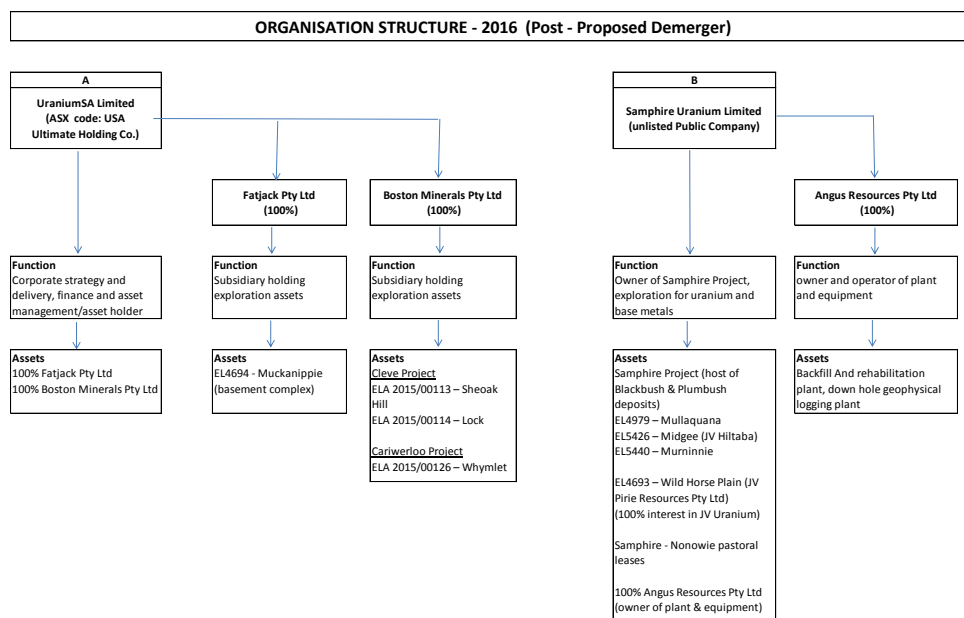 ORGANISATION STRUCTURE - 2016 (Post - Proposed Demerger)
A
UraniumSA Limited
(ASX code: USA
Ultimate Holding Co.)
Fatjack Pty Ltd
(100%)
Boston Minerals Pty Ltd
(100%)
Function
Corporate strategy and
delivery, finance and asset
management/asset holder
Function
Subsidiary holding
exploration assets
Function
Subsidiary holding
exploration assets
Assets
100% Fatjack Pty Ltd
100% Boston Minerals Pty Ltd
Assets
EL4694 - Muckanippie
(basement complex)
Assets
Cleve Project
ELA 2015/00113 – Sheoak
Hill
ELA 2015/00114 – Lock
Cariwerloo Project
ELA 2015/00126 – Whymlet
B
Samphire Uranium Limited
(unlisted Public Company)
Angus Resources Pty Ltd
(100%)
Function
Owner of Samphire Project,
exploration for uranium and
base metals
Function
owner and operator of plant
and equipment
Assets
Samphire Project (host of
Blackbush & Plumbush
deposits)
EL4979 – Mullaquana
EL5426 – Midgee (JV Hiltaba)
EL5440 – Murninnie
EL4693 – Wild Horse Plain (JV
Pirie Resources Pty Ltd)
(100% interest in JV Uranium)
Samphire - Nonowie pastoral
leases
100% Angus Resources Pty Ltd
(owner of plant & equipment)
Assets
Backfill And rehabilitation
plant, down hole geophysical
logging plant